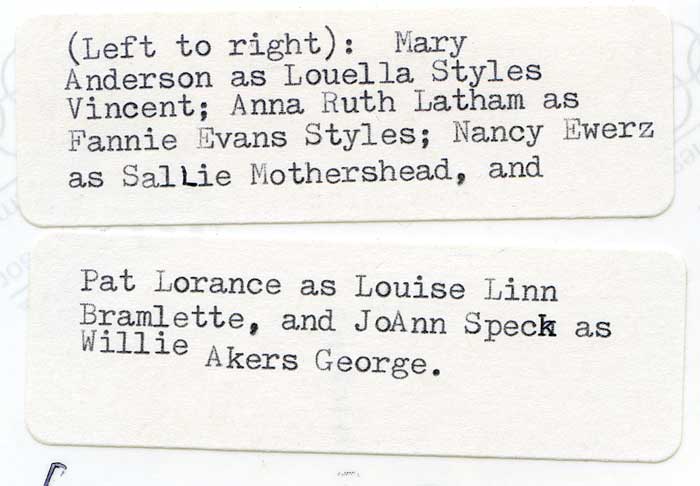 (Left to right): Mary
Anderson as Louella Styles
Vincent; Anna Ruth Latham as
Fannie Evans Styles; Nancy Ewerz
as Sallie Mothershead, and
Pat Lorance as Louise Linn
Bramlette, and JoAnn Speck as
Willie Akers George.